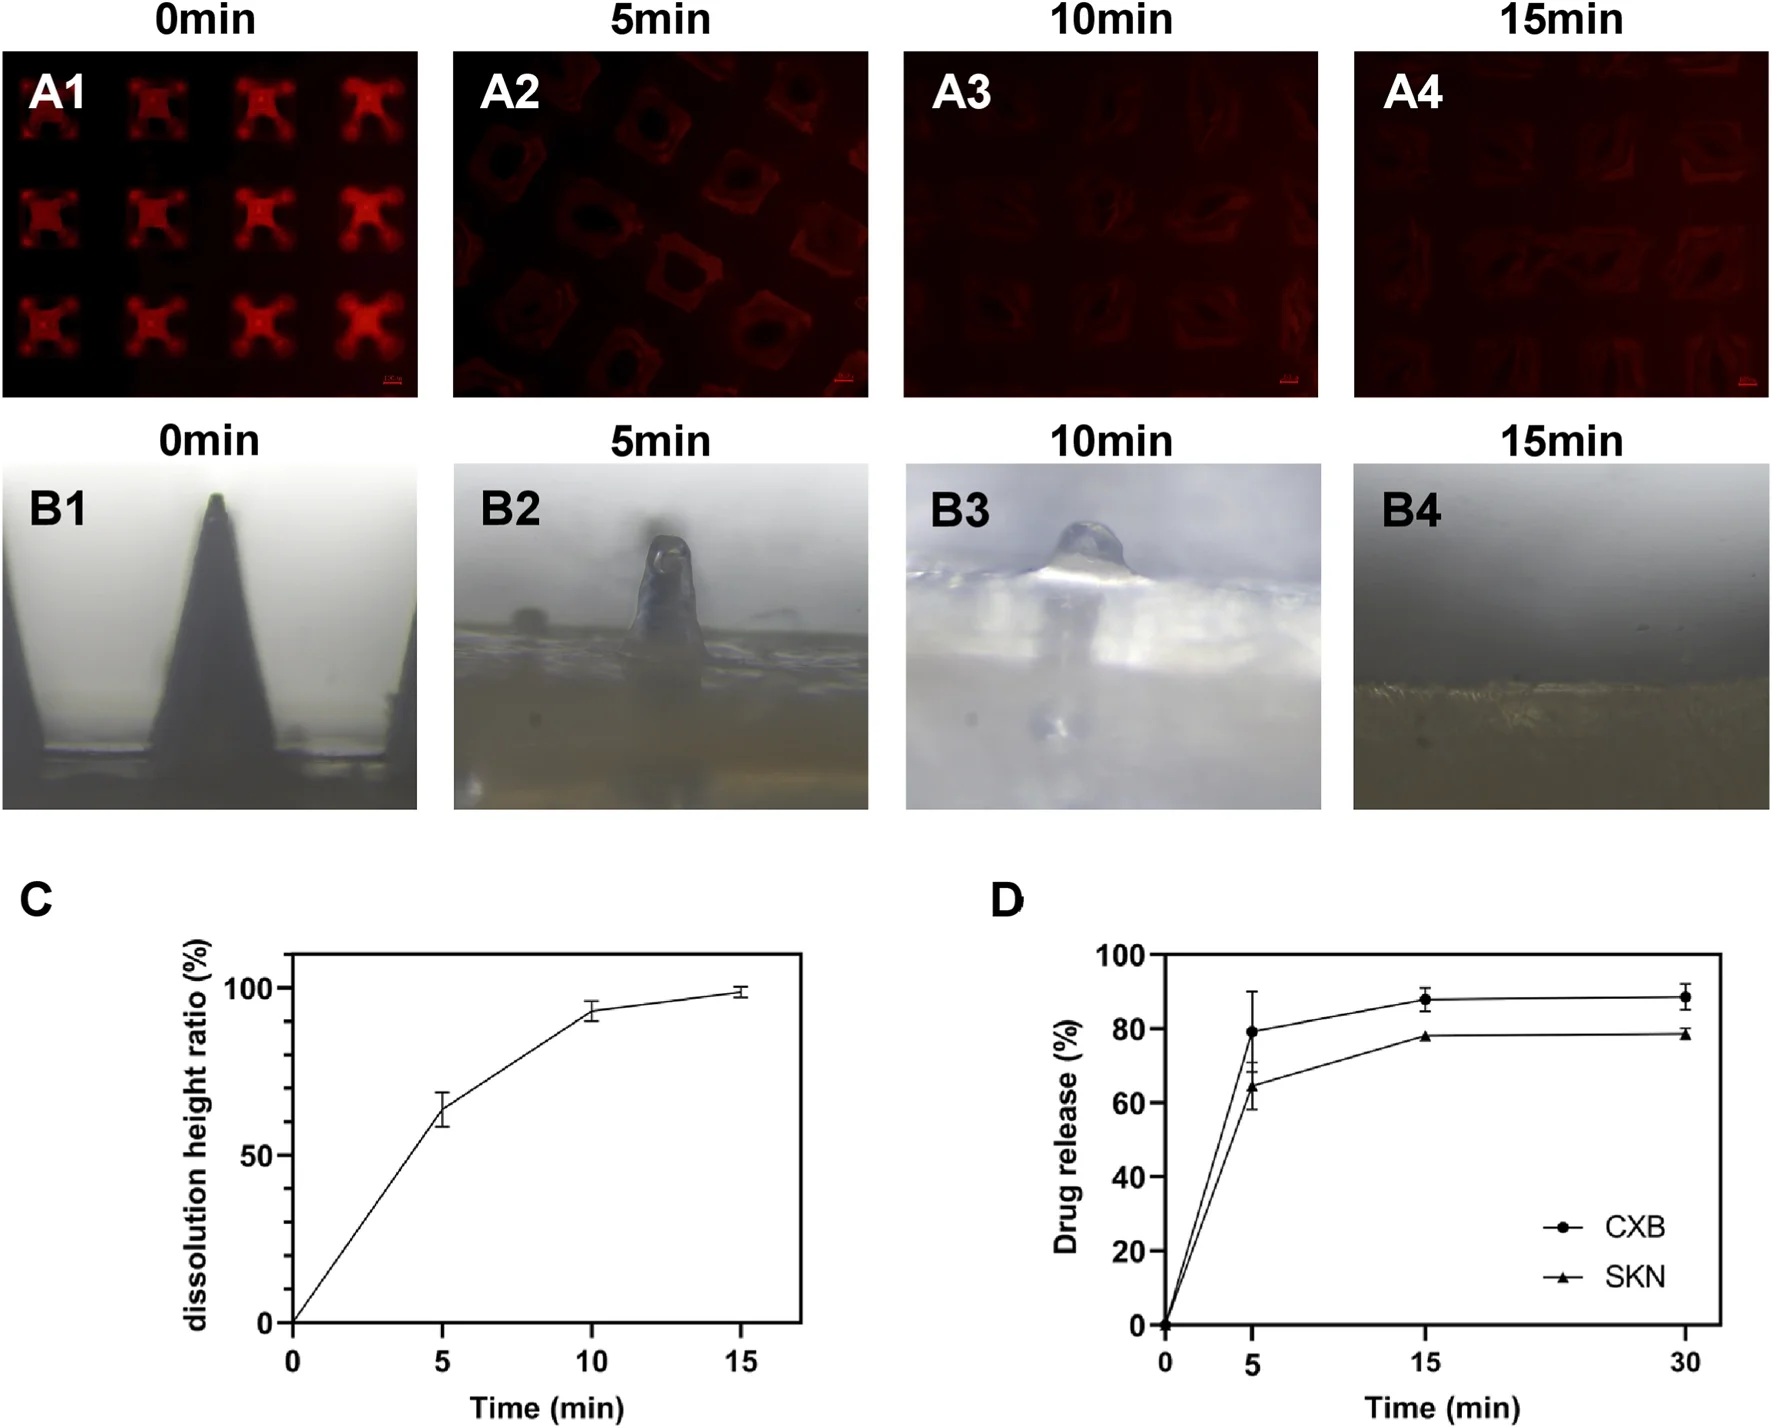 0min 5min 10min 15min
A1 A2 A3 A4
0min 5min 10min 15min
B1 B2 B3 B4
C D
dissolution height ratio (%)
100
50
0
0 5 10 15
Time (min)
Drug release (%)
100
80
60
40
20
0
CXB
SKN
0 5 15 30
Time (min)